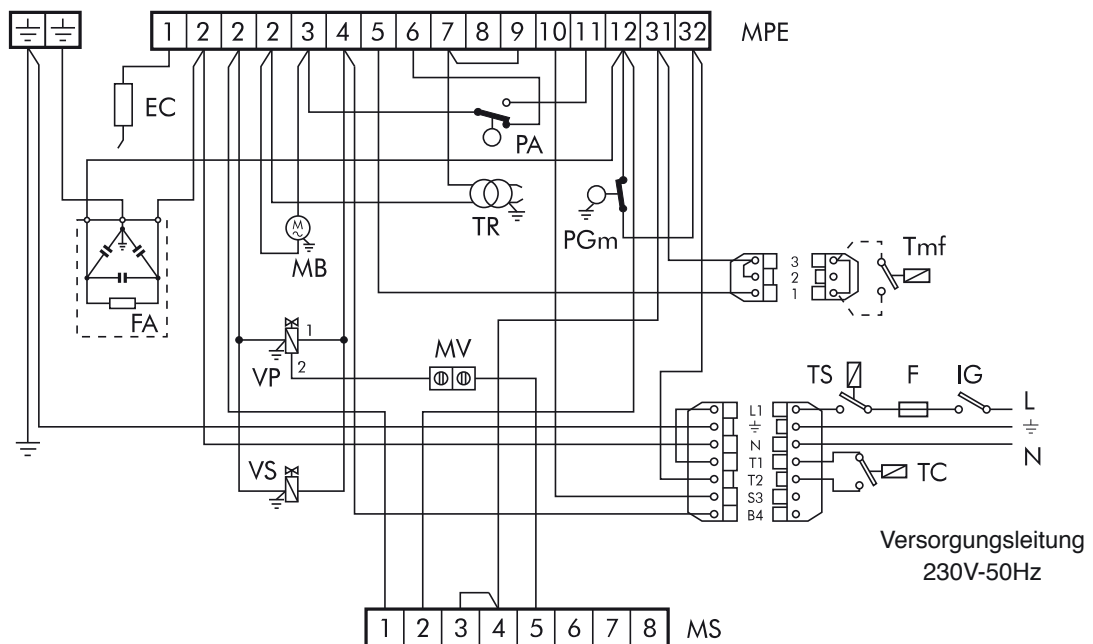 1 2 2 2 3 4 5 6 7 8 9 10 11 12 31 32 MPE
EC
PA
TR
PGm
M
~
MB
3
2
1
Tmf
FA
1
2
VP
MV
TS F IG
L
N
L1
N
T1
T2
S3
B4
TC
VS
Versorgungsleitung
230V-50Hz
1 2 3 4 5 6 7 8 MS